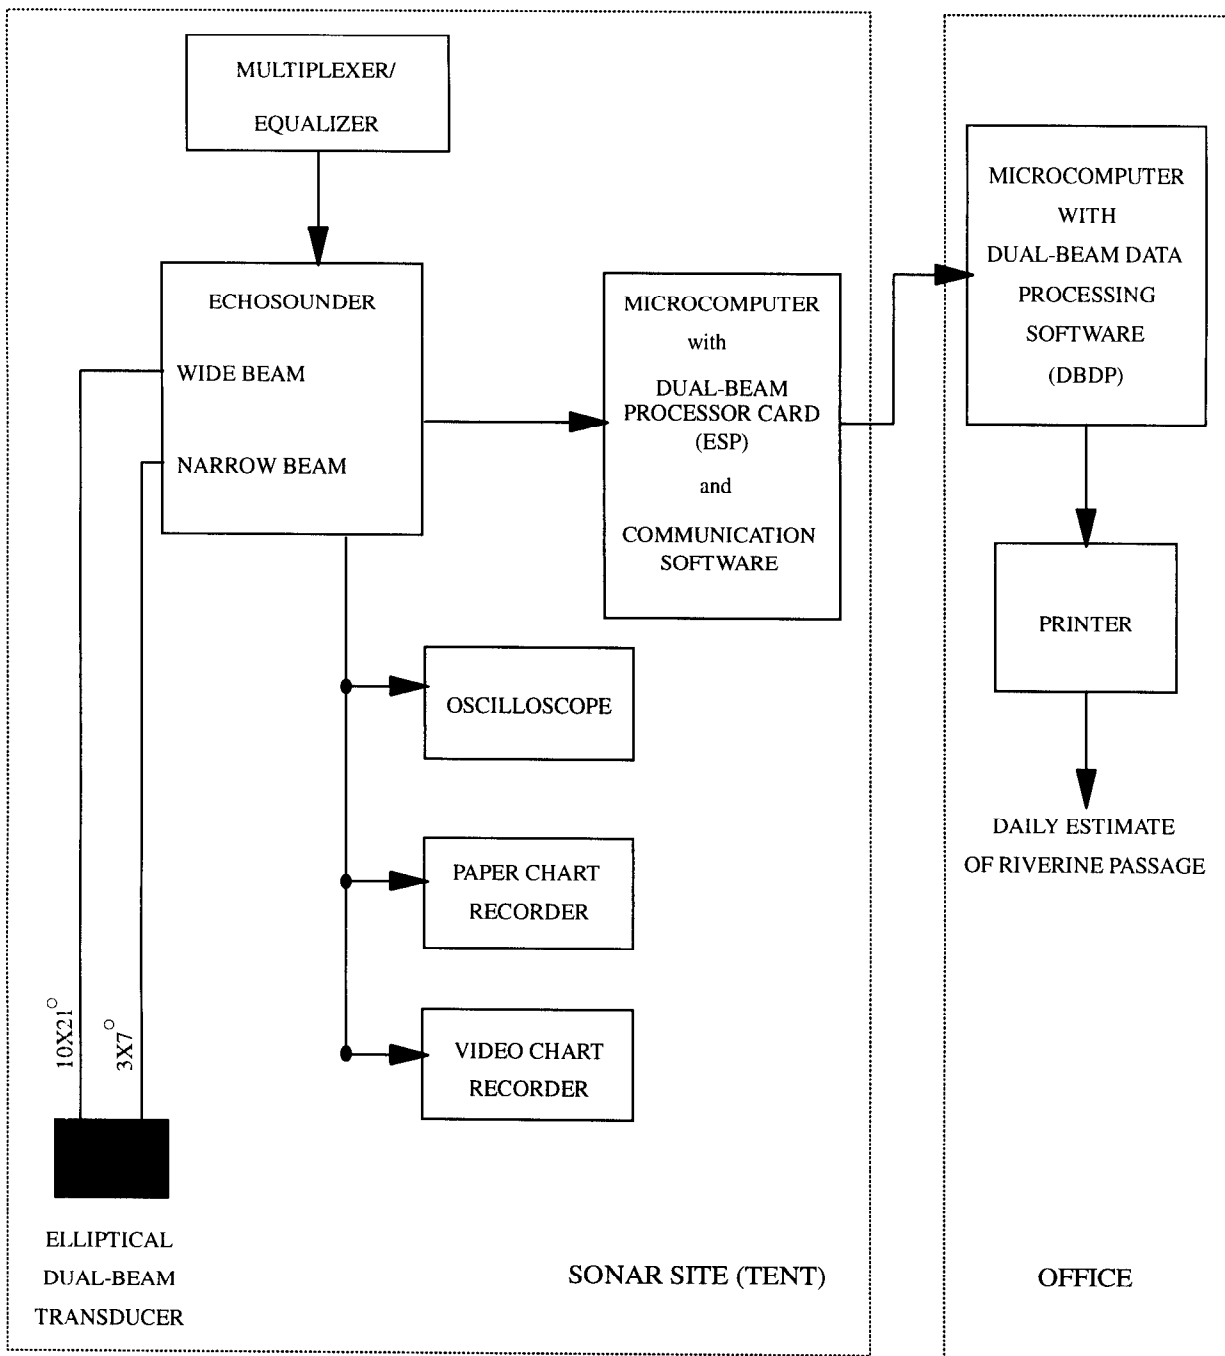 MULTIPLEXER/
EQUALIZER
ECHOSOUNDER
WIDE BEAM
NARROW BEAM
MICROCOMPUTER
with
DUAL-BEAM
PROCESSOR CARD
(ESP)
and
COMMUNICATION
SOFTWARE
OSCILLOSCOPE
PAPER CHART
RECORDER
VIDEO CHART
RECORDER
10X21°
3X7°
ELLIPTICAL
DUAL-BEAM
TRANSDUCER
SONAR SITE (TENT)
MICROCOMPUTER
WITH
DUAL-BEAM DATA
PROCESSING
SOFTWARE
(DBDP)
PRINTER
DAILY ESTIMATE
OF RIVERINE PASSAGE
OFFICE